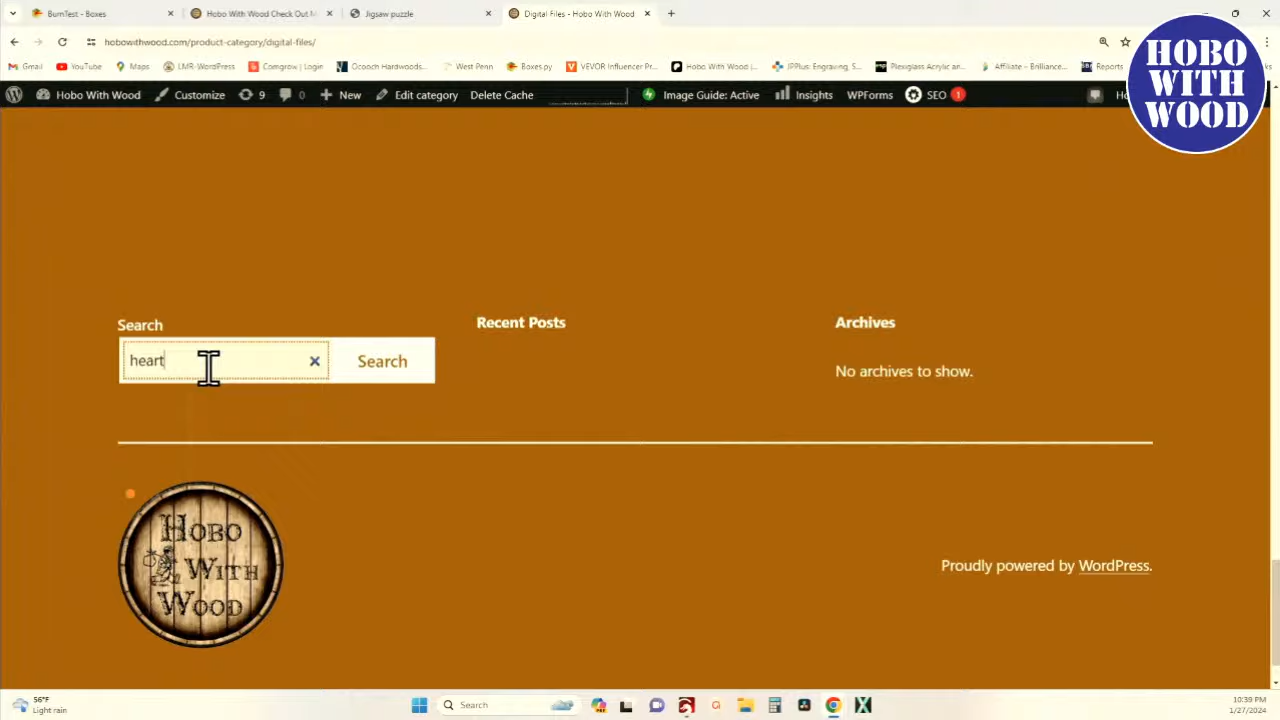 BurnTest - Boxes
Hobo With Wood Check Out M
Jigsaw puzzle
Digital Files - Hobo With Wood
hobowithwood.com/product-category/digital-files/
Gmail
YouTube
Maps
LMR-WordPress
Comgrow | Login
Ocooch Hardwoods...
West Penn
Boxes.py
VEVOR Influencer Pr...
Hobo With Wood |...
JPPlus: Engraving, S...
Plexiglass Acrylic an...
Affiliate – Brilliance...
Reports
Hobo With Wood
Customize
9
0
New
Edit category
Delete Cache
Image Guide: Active
Insights
WPForms
SEO
1
HOBO
WITH
WOOD
Search
Recent Posts
Archives
heart
Search
No archives to show.
Hobo
With
Wood
Proudly powered by WordPress.
56°F
Light rain
Search
10:39 PM
1/27/2024